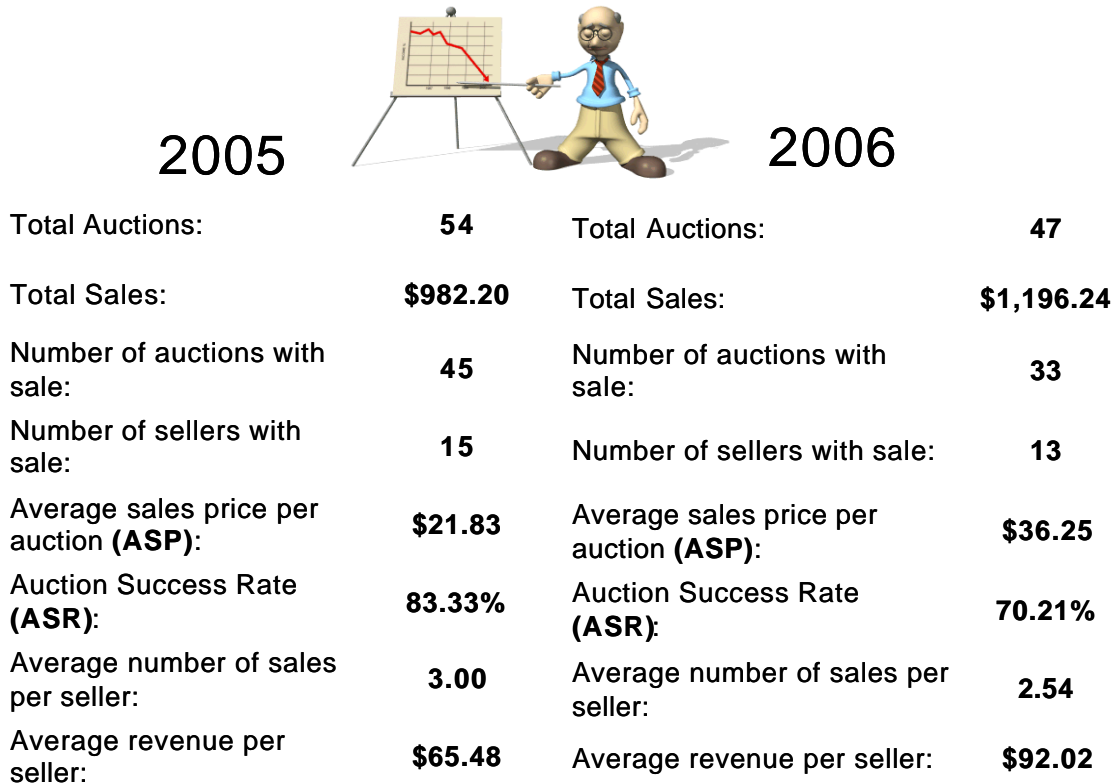 2005
Total Auctions: 54
Total Sales: $982.20
Number of auctions with
sale: 45
Number of sellers with
sale: 15
Average sales price per
auction (ASP): $21.83
Auction Success Rate
(ASR): 83.33%
Average number of sales
per seller: 3.00
Average revenue per
seller: $65.48
2006
Total Auctions: 47
Total Sales: $1,196.24
Number of auctions with
sale: 33
Number of sellers with sale: 13
Average sales price per
auction (ASP): $36.25
Auction Success Rate
(ASR): 70.21%
Average number of sales per
seller: 2.54
Average revenue per seller: $92.02